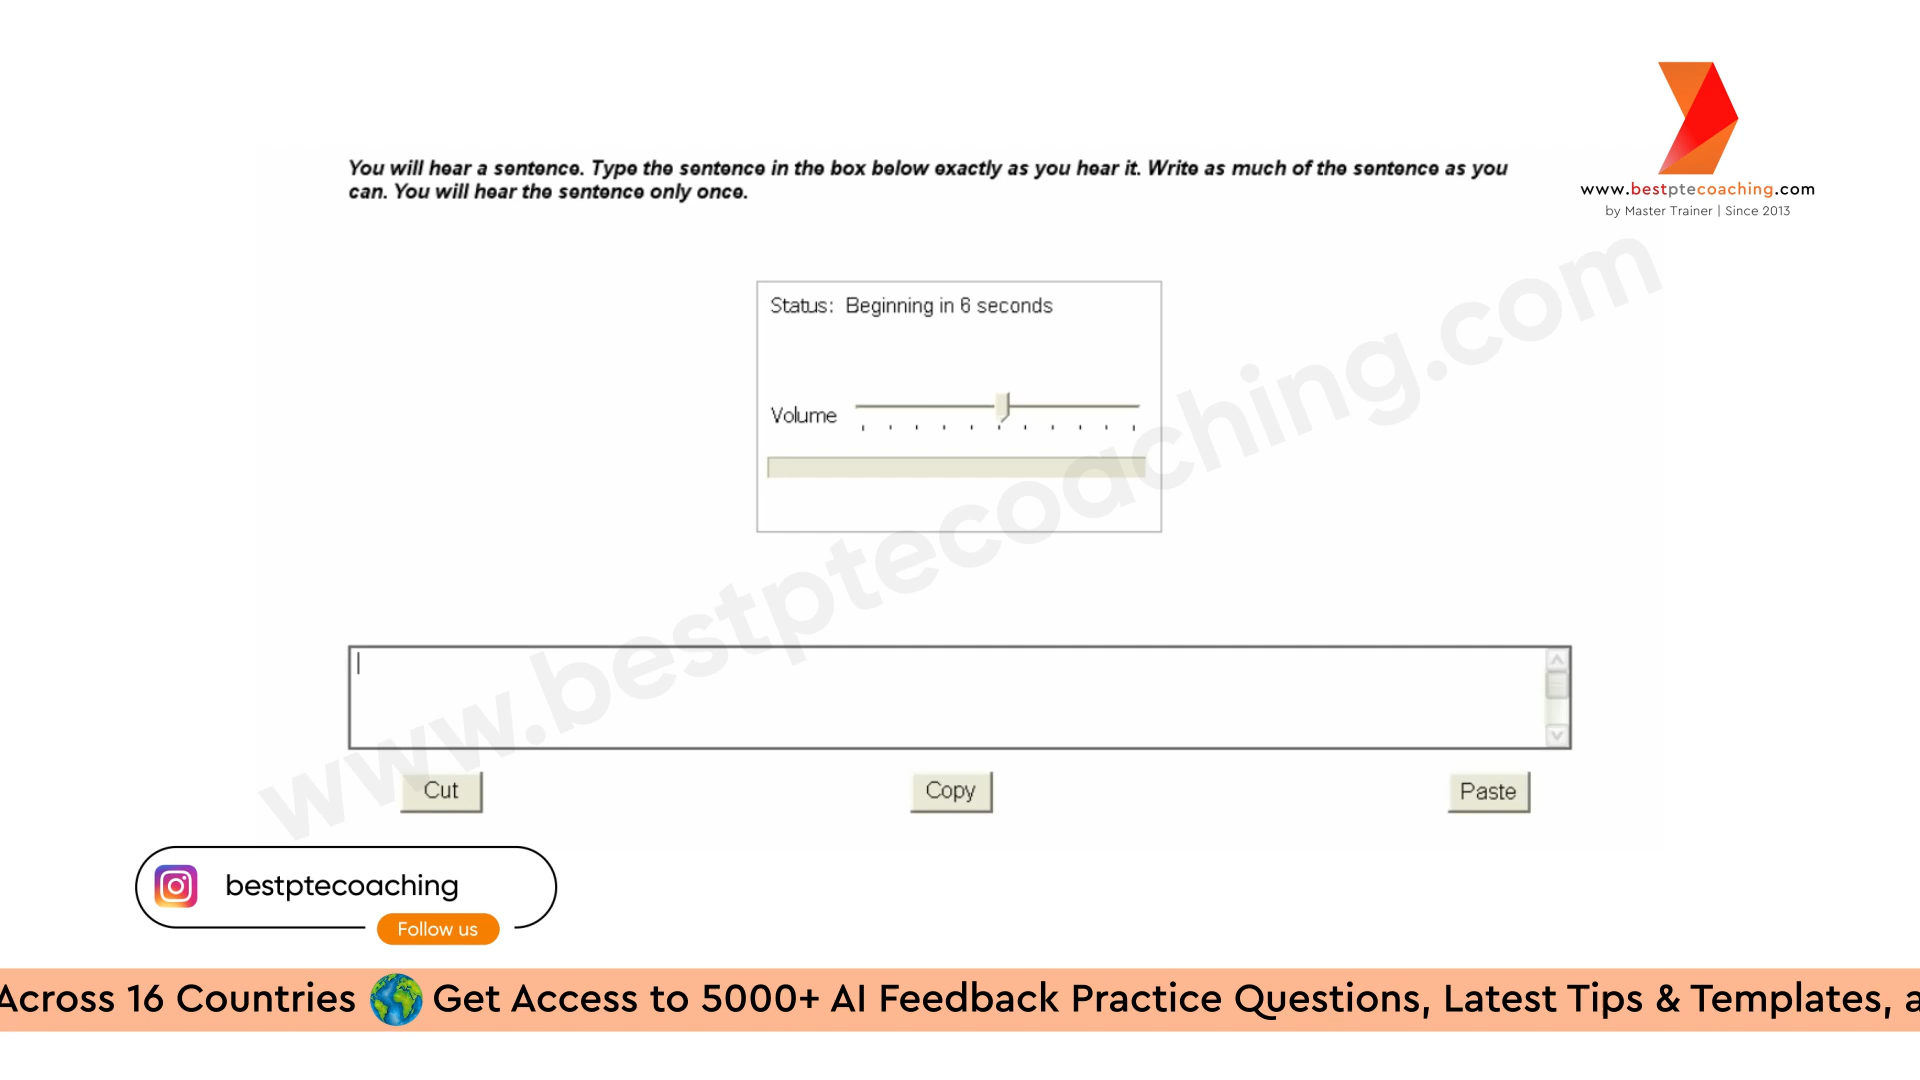 You will hear a sentence. Type the sentence in the box below exactly as you hear it. Write as much of the sentence as you
can. You will hear the sentence only once.
www.bestptecoaching.com
by Master Trainer | Since 2013
Status: Beginning in 6 seconds
Volume
www.bestptecoaching.com
Cut
Copy
Paste
bestptecoaching
Follow us
Across 16 Countries Get Access to 5000+ AI Feedback Practice Questions, Latest Tips & Templates, a